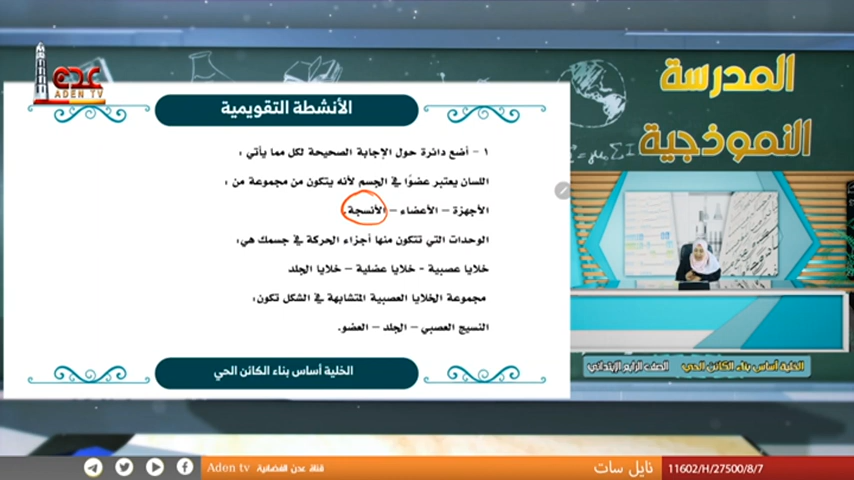 عدن
ADEN TV
المدرسة
النموذجية
الأنشطة التقويمية
١ - أضع دائرة حول الإجابة الصحيحة لكل مما يأتي :
اللسان يعتبر عضوًا في الجسم لأنه يتكون من مجموعة من :
الأجهزة – الأعضاء – الأنسجة.
الوحدات التي تتكون منها أجزاء الحركة في جسمك هي:
خلايا عصبية - خلايا عضلية – خلايا الجلد
مجموعة الخلايا العصبية المتشابهة في الشكل تكون:
النسيج العصبي – الجلد – العضو.
الخلية أساس بناء الكائن الحي
الخلية أساس بناء الكائن الحي الصف الرابع الإبتدائي
Aden tv قناة عدن الفضائية نايل سات 11602/H/27500/8/7